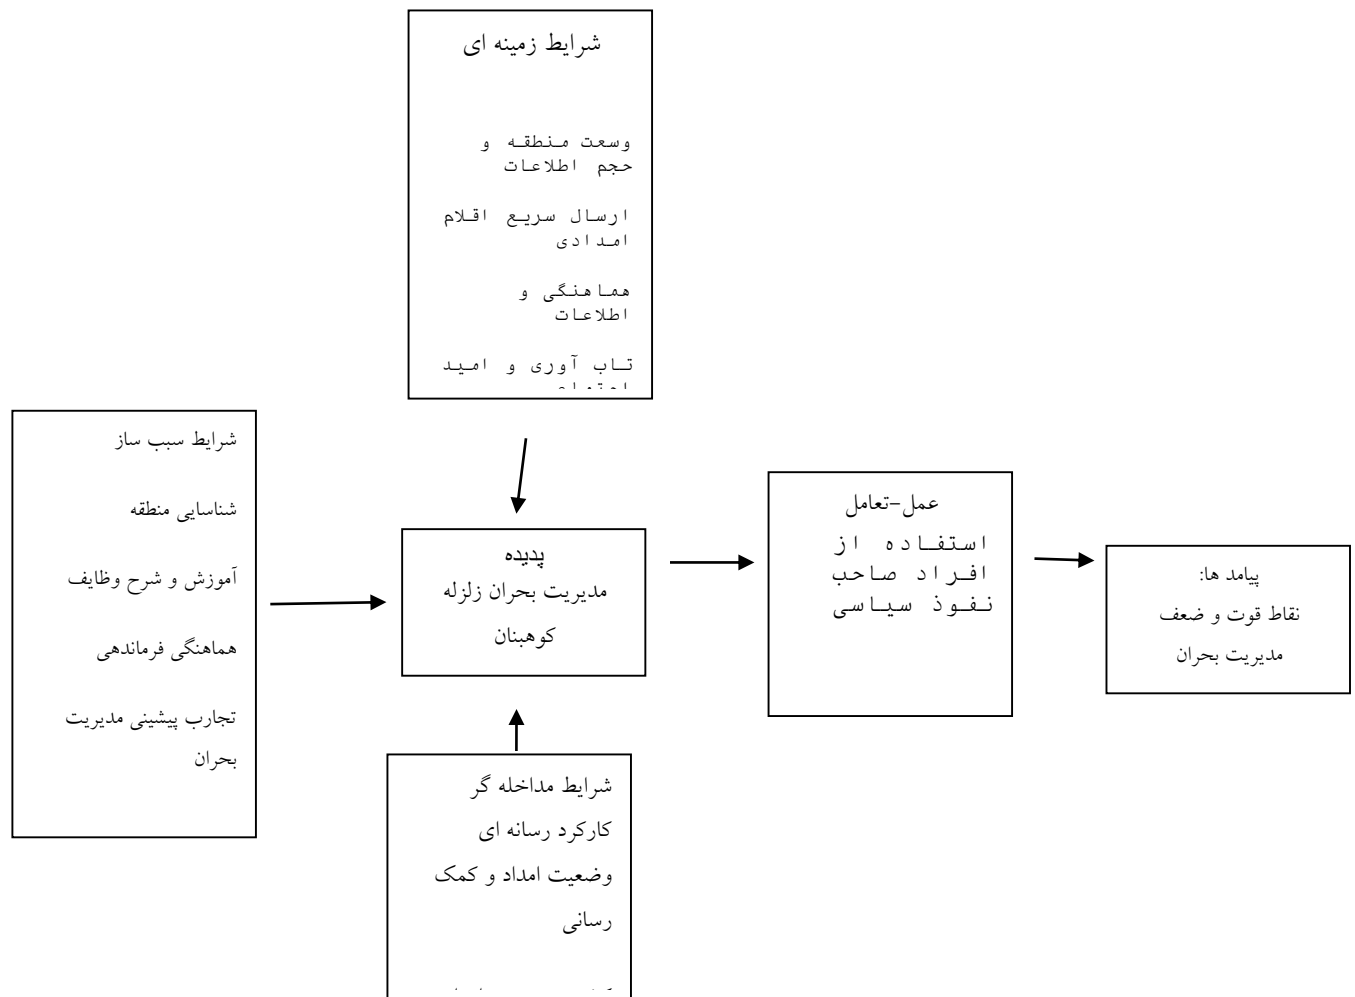 شرایط زمینه ای
وسعت منطقه و
حجم اطلاعات
ارسال سریع اقلام
امدادی
هماهنگی و
اطلاعات
تاب آوری و امید
شرایط سبب ساز
شناسایی منطقه
آموزش و شرح وظایف
هماهنگی فرماندهی
تجارب پیشینی مدیریت
بحران
پدیده
مدیریت بحران زلزله
کوهبنان
شرایط مداخله گر
کارکرد رسانه ای
وضعیت امداد و کمک
رسانی
عمل-تعامل
استفاده از
افراد صاحب
نفوذ سیاسی
پیامد ها:
نقاط قوت و ضعف
مدیریت بحران